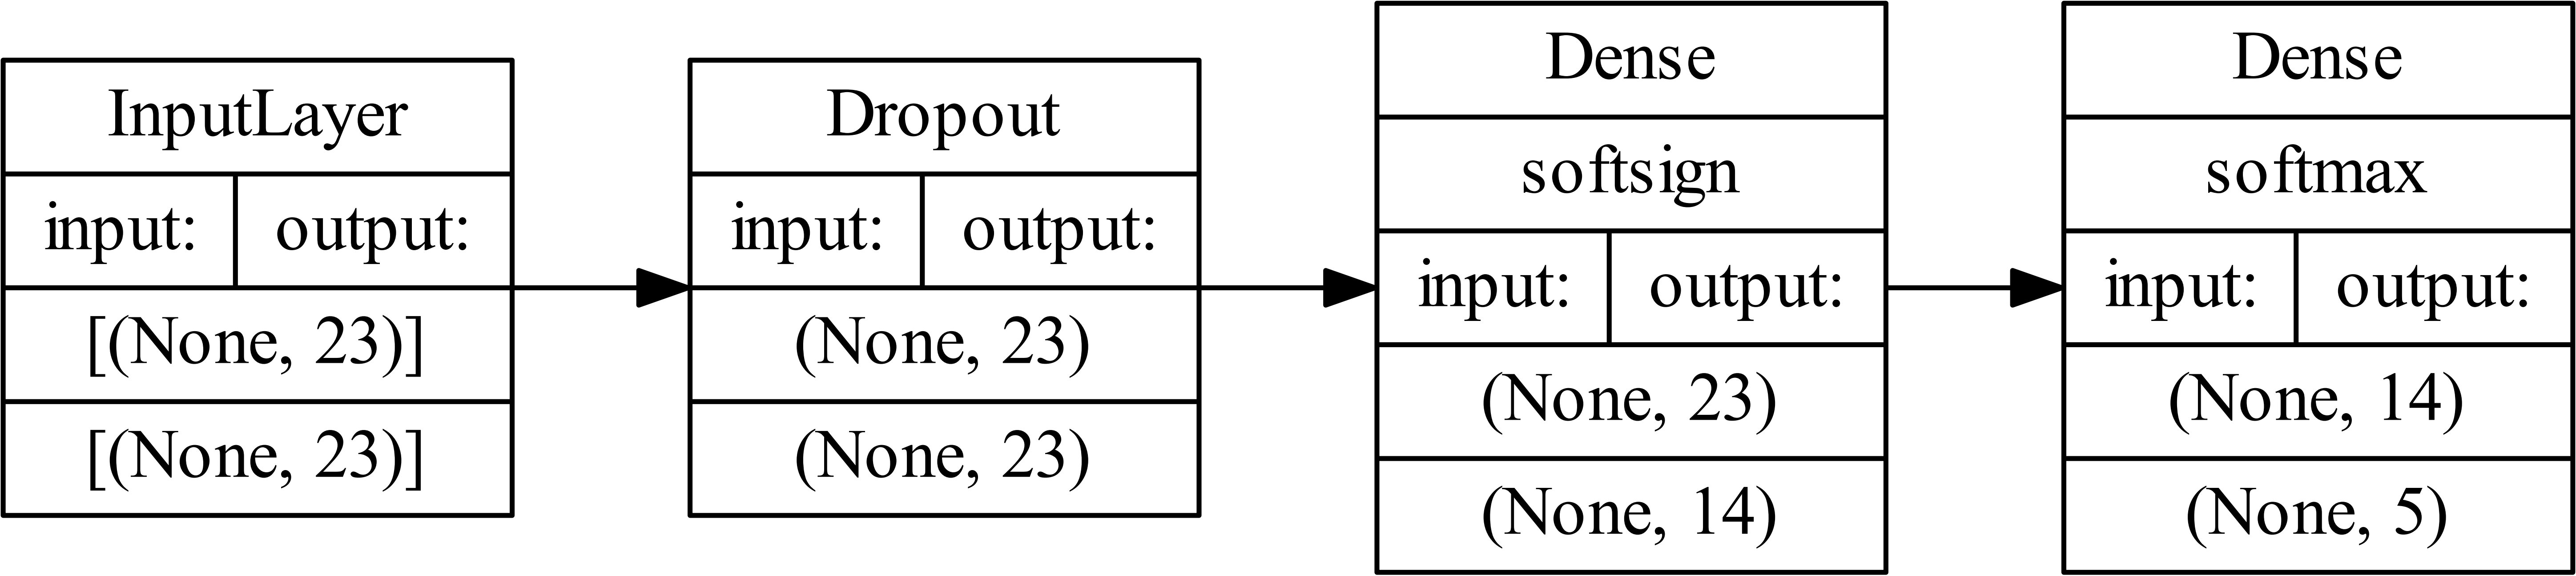 InputLayer
input: output:
[(None, 23)]
[(None, 23)]
Dropout
input: output:
(None, 23)
(None, 23)
Dense
softsign
input: output:
(None, 23)
(None, 14)
Dense
softmax
input: output:
(None, 14)
(None, 5)